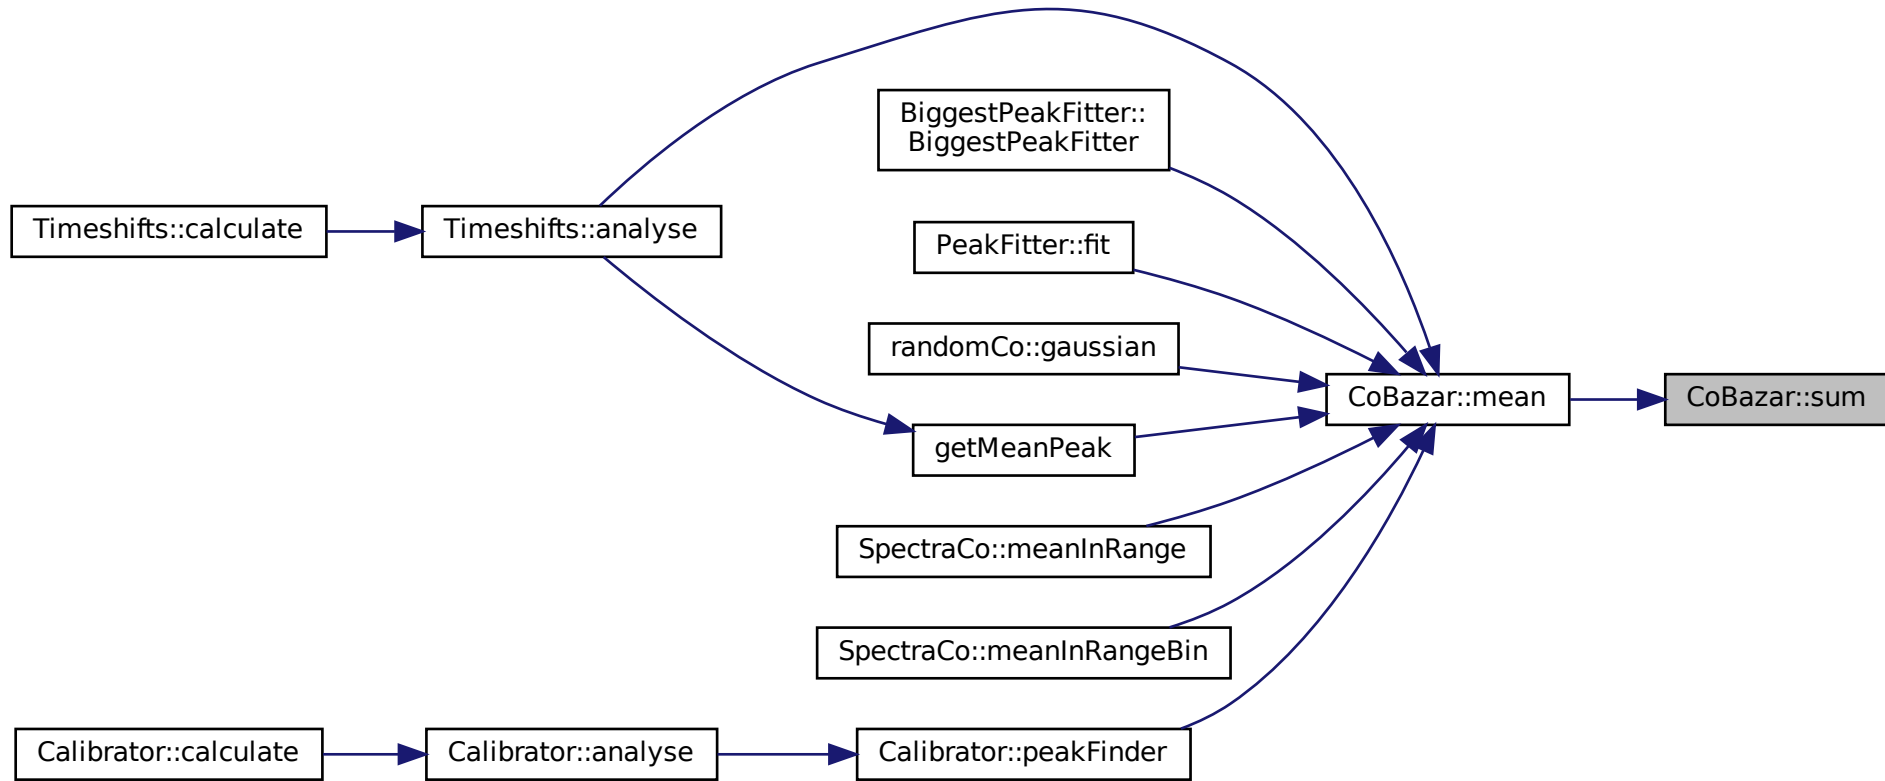 BiggestPeakFitter::
BiggestPeakFitter
Timeshifts::calculate
Timeshifts::analyse
PeakFitter::fit
randomCo::gaussian
CoBazar::mean
CoBazar::sum
getMeanPeak
SpectraCo::meanInRange
SpectraCo::meanInRangeBin
Calibrator::calculate
Calibrator::analyse
Calibrator::peakFinder